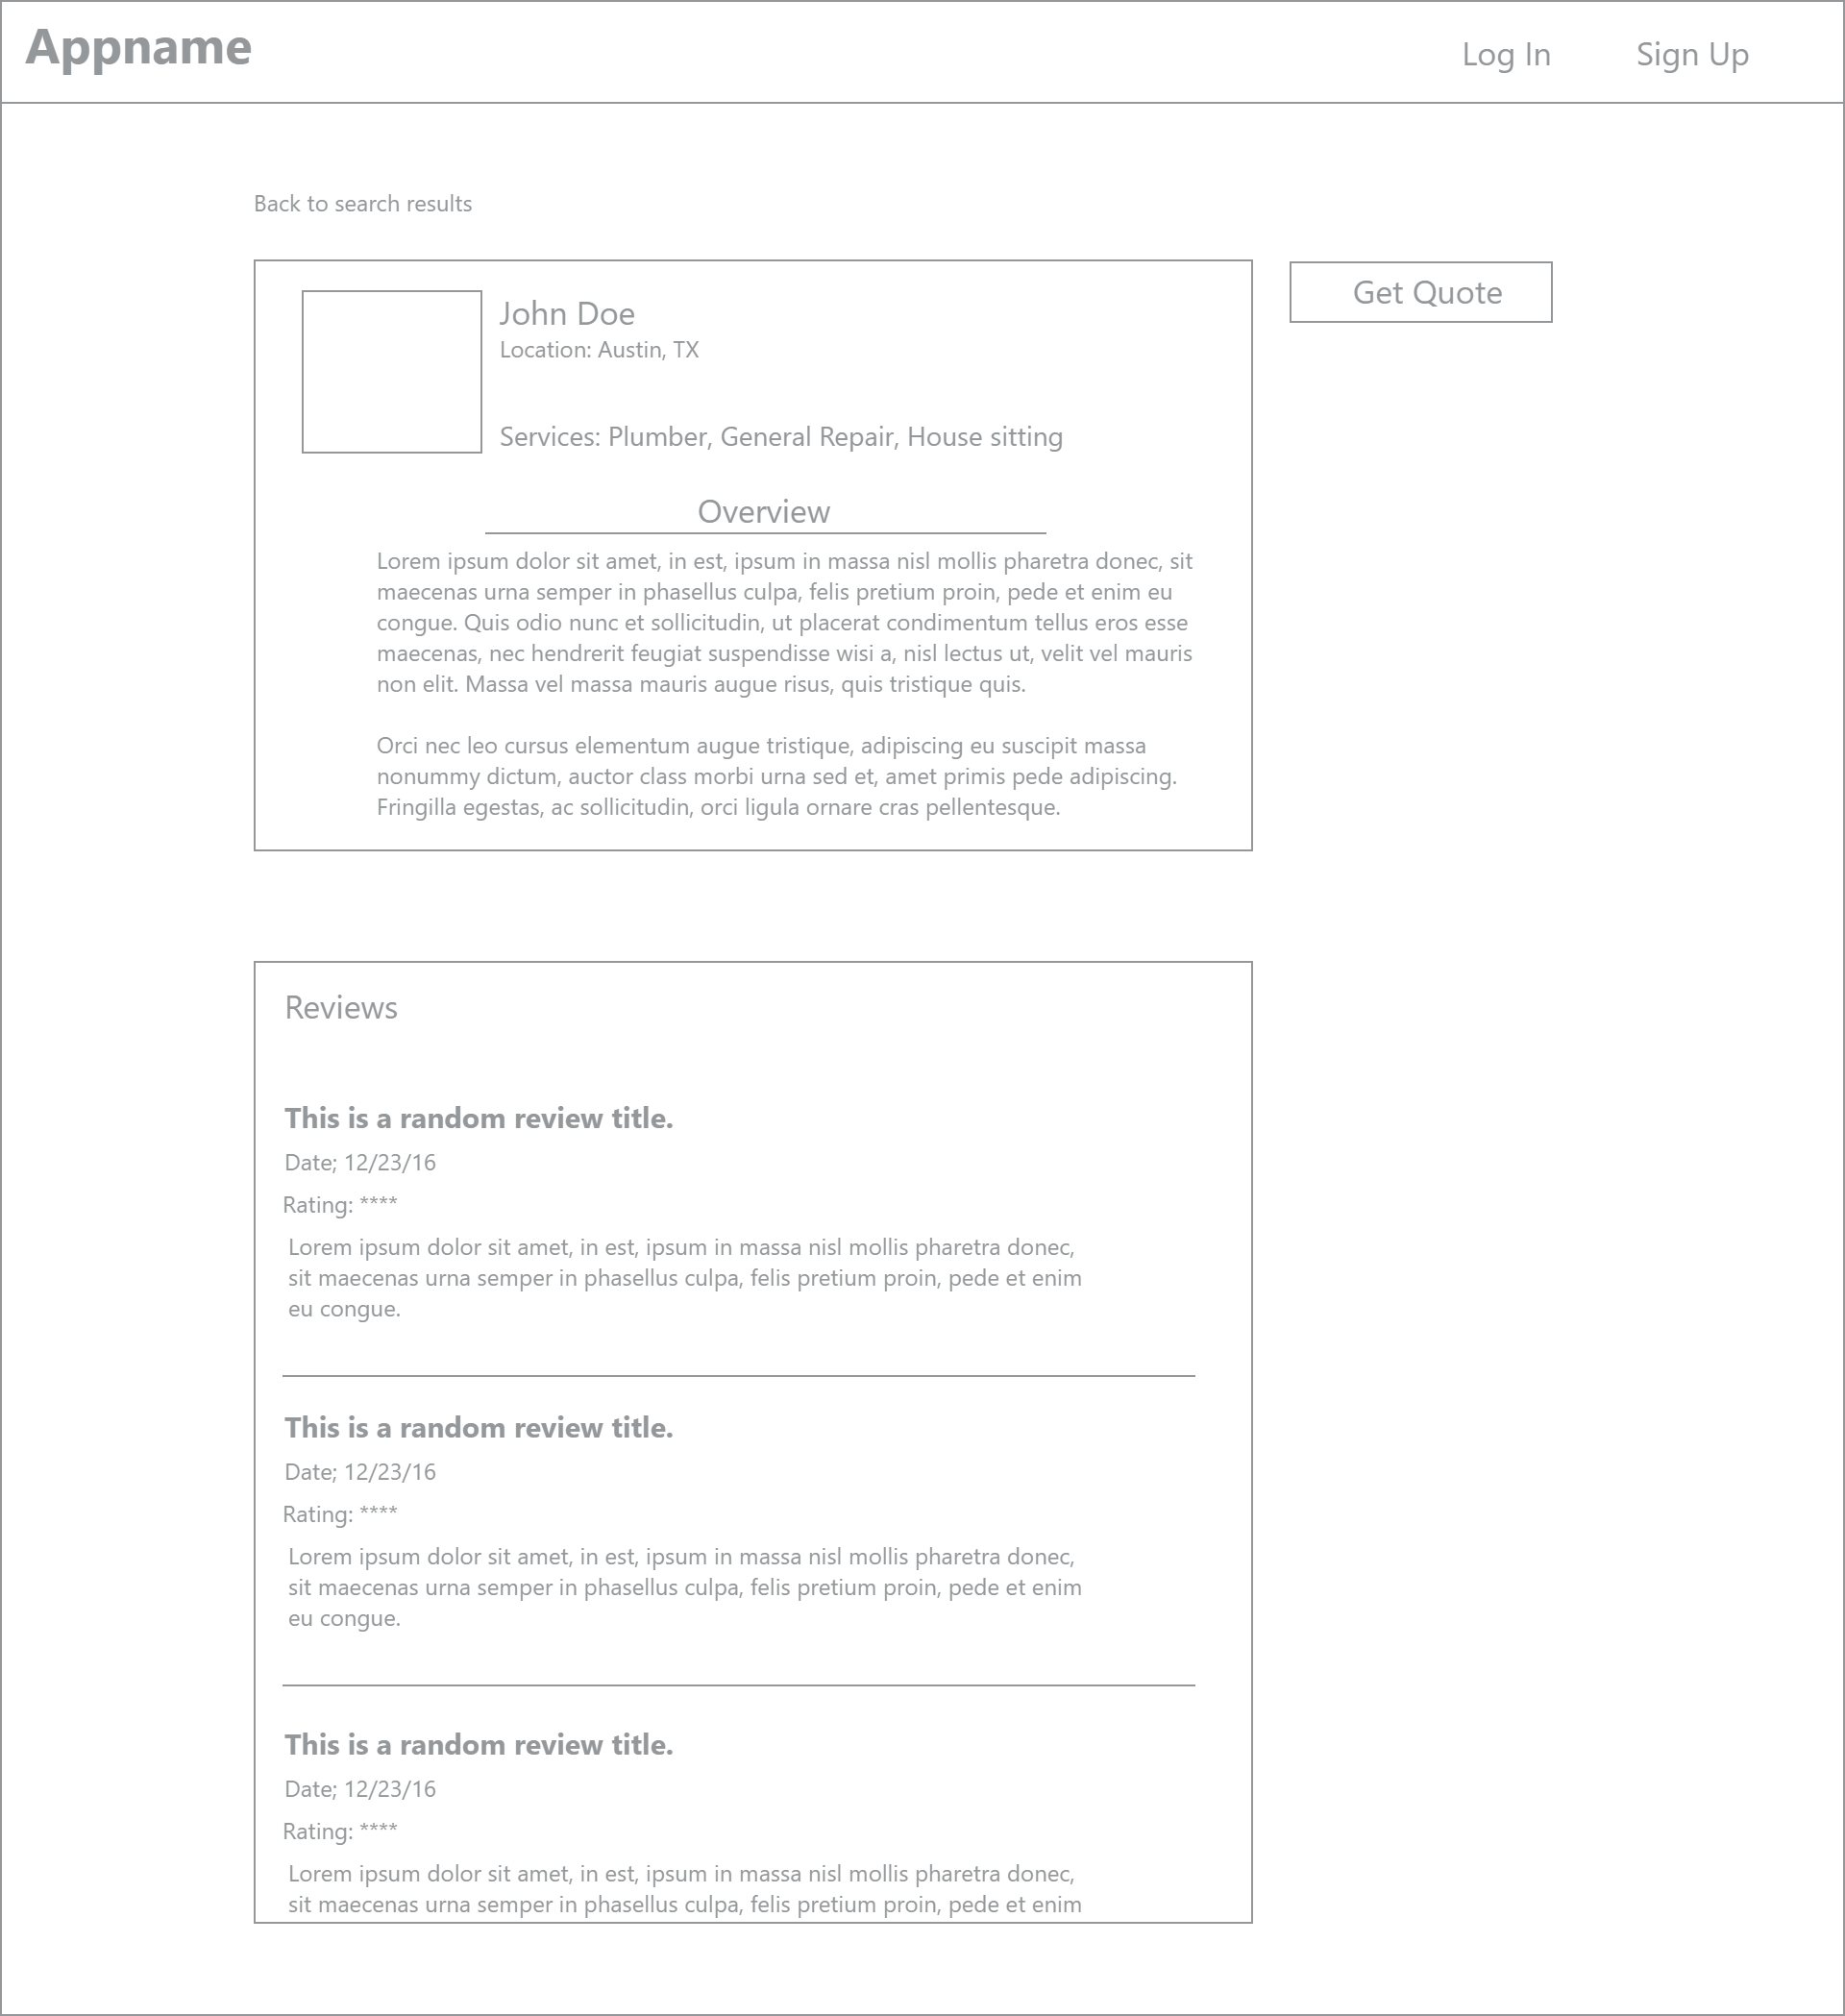 Appname
Log In
Sign Up
Back to search results
John Doe
Location: Austin, TX
Get Quote
Services: Plumber, General Repair, House sitting
Overview
Lorem ipsum dolor sit amet, in est, ipsum in massa nisl mollis pharetra donec, sit
maecenas urna semper in phasellus culpa, felis pretium proin, pede et enim eu
congue. Quis odio nunc et sollicitudin, ut placerat condimentum tellus eros esse
maecenas, nec hendrerit feugiat suspendisse wisi a, nisl lectus ut, velit vel mauris
non elit. Massa vel massa mauris augue risus, quis tristique quis.
Orci nec leo cursus elementum augue tristique, adipiscing eu suscipit massa
nonummy dictum, auctor class morbi urna sed et, amet primis pede adipiscing.
Fringilla egestas, ac sollicitudin, orci ligula ornare cras pellentesque.
Reviews
This is a random review title.
Date; 12/23/16
Rating: ****
Lorem ipsum dolor sit amet, in est, ipsum in massa nisl mollis pharetra donec,
sit maecenas urna semper in phasellus culpa, felis pretium proin, pede et enim
eu congue.
This is a random review title.
Date; 12/23/16
Rating: ****
Lorem ipsum dolor sit amet, in est, ipsum in massa nisl mollis pharetra donec,
sit maecenas urna semper in phasellus culpa, felis pretium proin, pede et enim
eu congue.
This is a random review title.
Date; 12/23/16
Rating: ****
Lorem ipsum dolor sit amet, in est, ipsum in massa nisl mollis pharetra donec,
sit maecenas urna semper in phasellus culpa, felis pretium proin, pede et enim